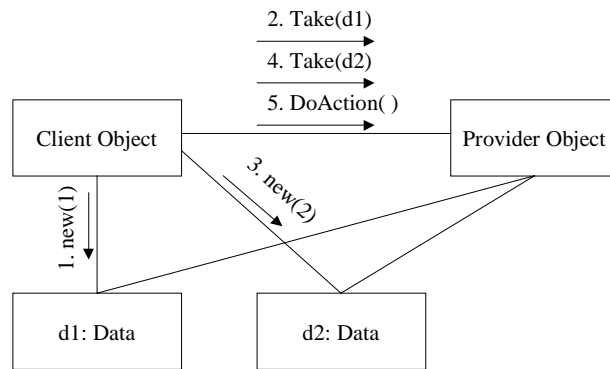 2. Take(d1)
4. Take(d2)
5. DoAction( )
Client Object
Provider Object
1. new(1)
3. new(2)
d1: Data
d2: Data